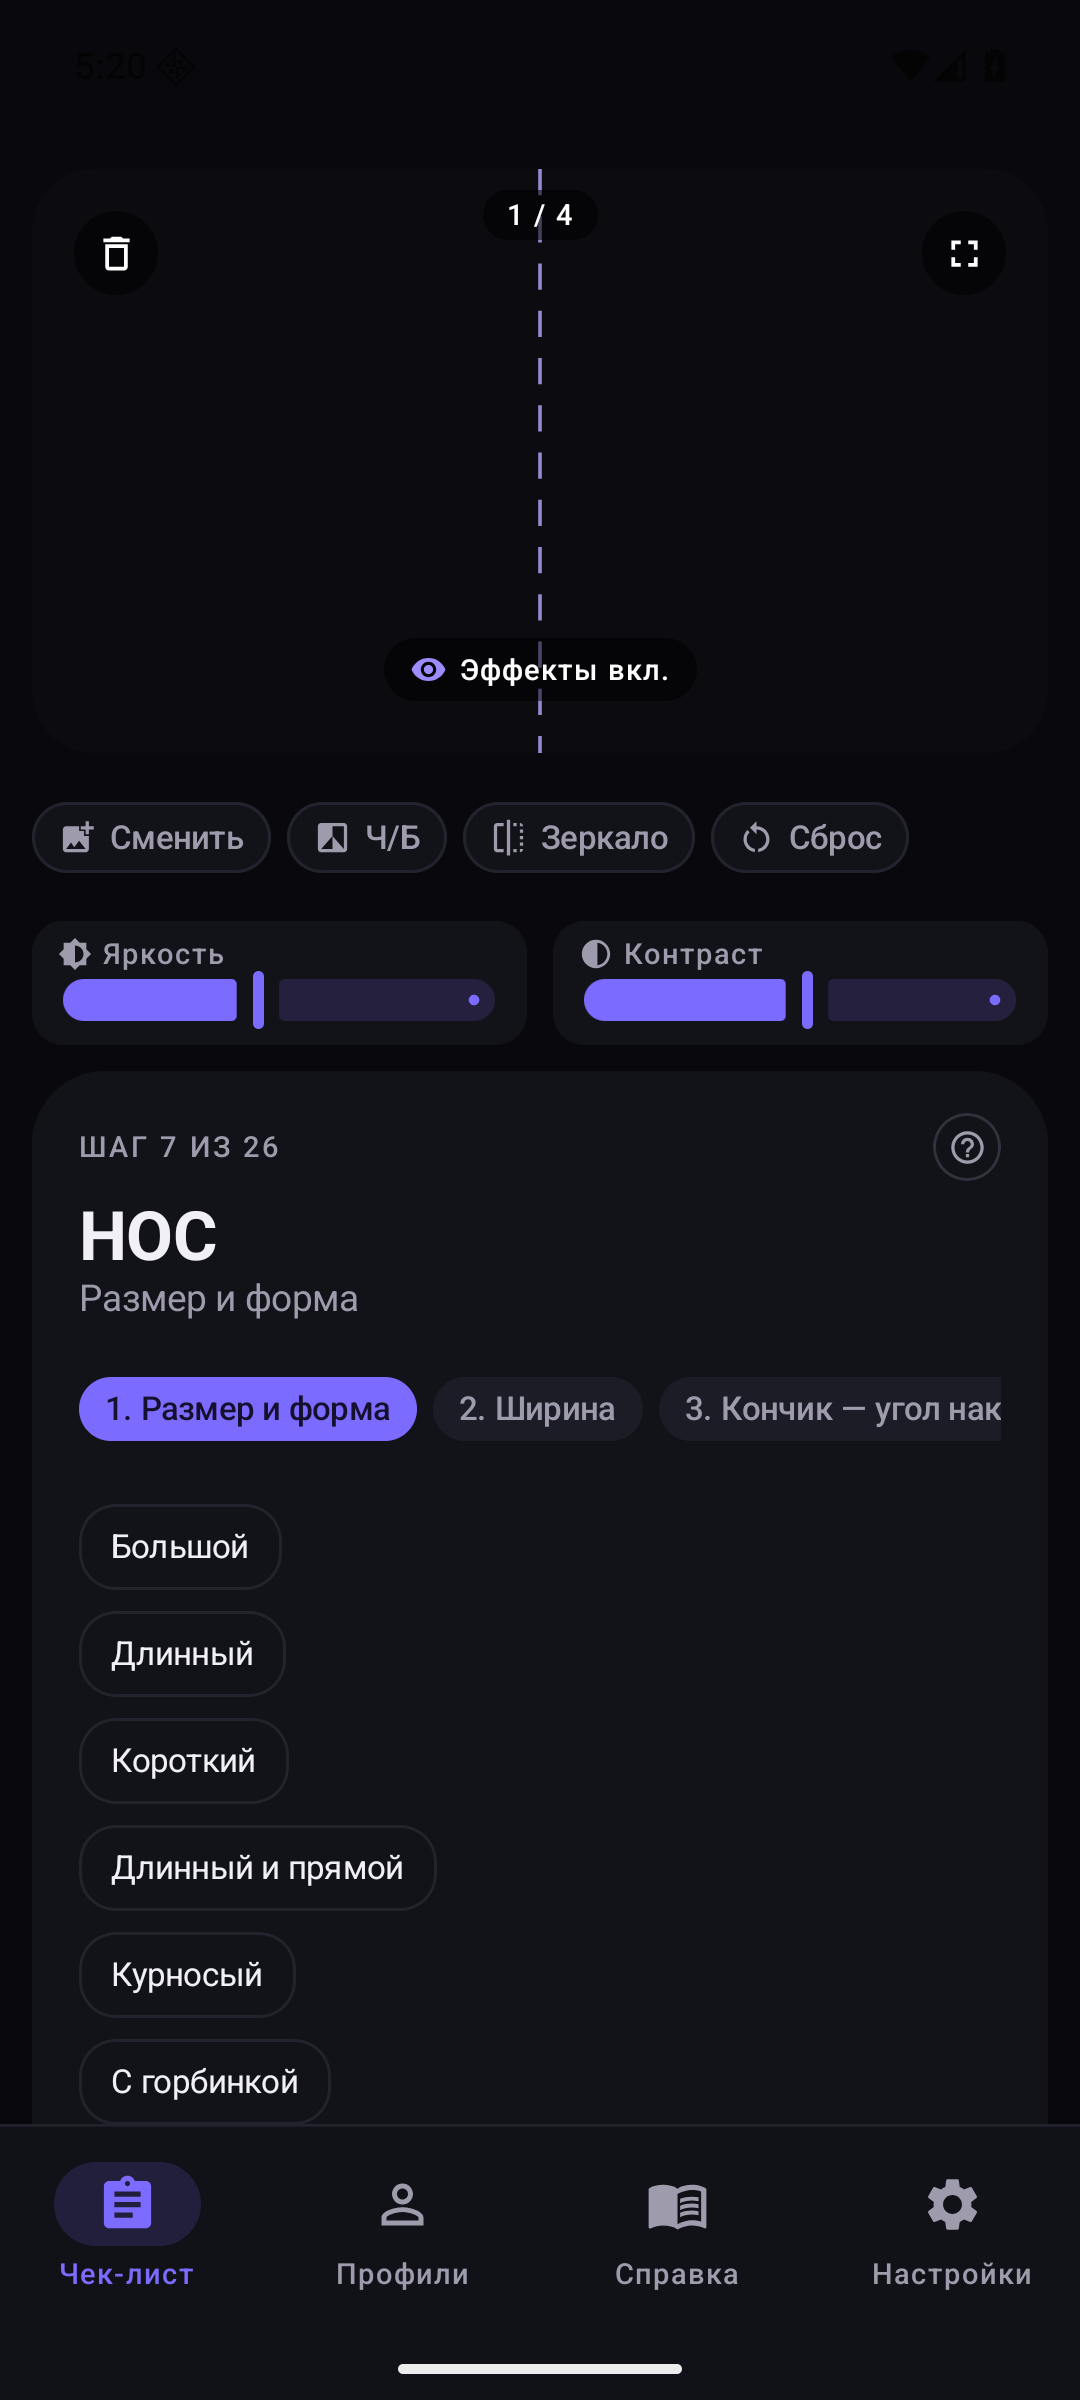 5:20
1 / 4
Эффекты вкл.
Сменить
Ч/Б
Зеркало
Сброс
Яркость
Контраст
ШАГ 7 ИЗ 26
НОС
Размер и форма
1. Размер и форма
2. Ширина
3. Кончик — угол нак
Большой
Длинный
Короткий
Длинный и прямой
Курносый
С горбинкой
Чек-лист
Профили
Справка
Настройки